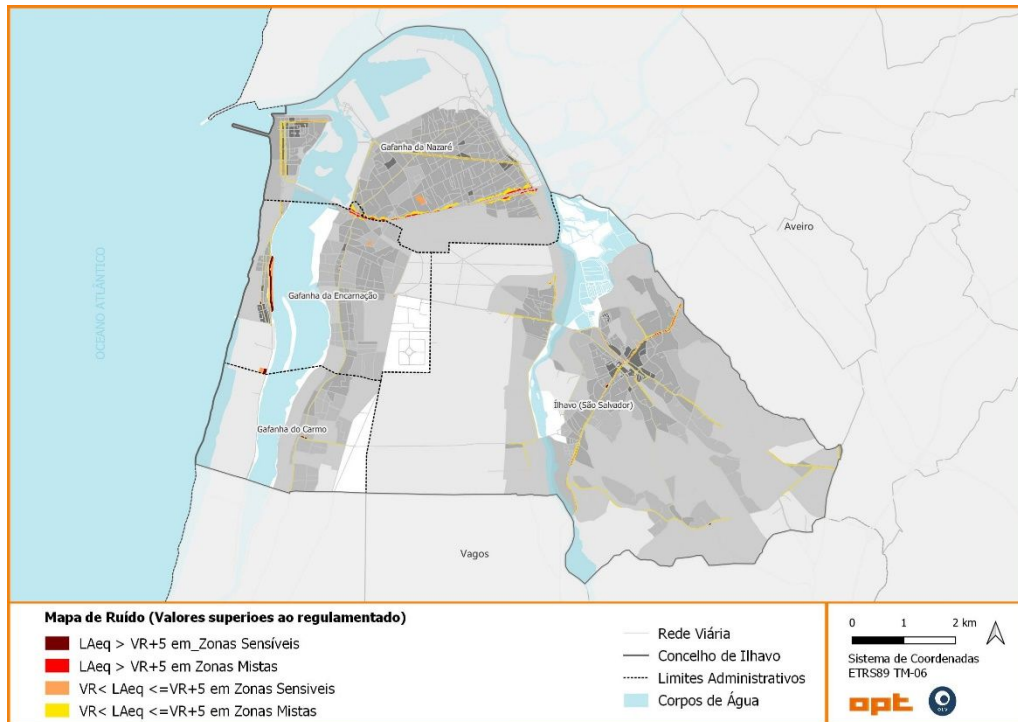 OCEANO ATLÂNTICO
Gafanha da Nazaré
Aveiro
Gafanha da Encarnação
Ílhavo (São Salvador)
Gafanha do Carmo
Vagos
Mapa de Ruído (Valores superioes ao regulamentado)
LAeq > VR+5 em_Zonas Sensíveis
LAeq > VR+5 em Zonas Mistas
VR< LAeq <=VR+5 em Zonas Sensiveis
VR< LAeq <=VR+5 em Zonas Mistas
Rede Viária
Concelho de Ilhavo
Limites Administrativos
Corpos de Água
0 1 2 km
Sistema de Coordenadas
ETRS89 TM-06
opt